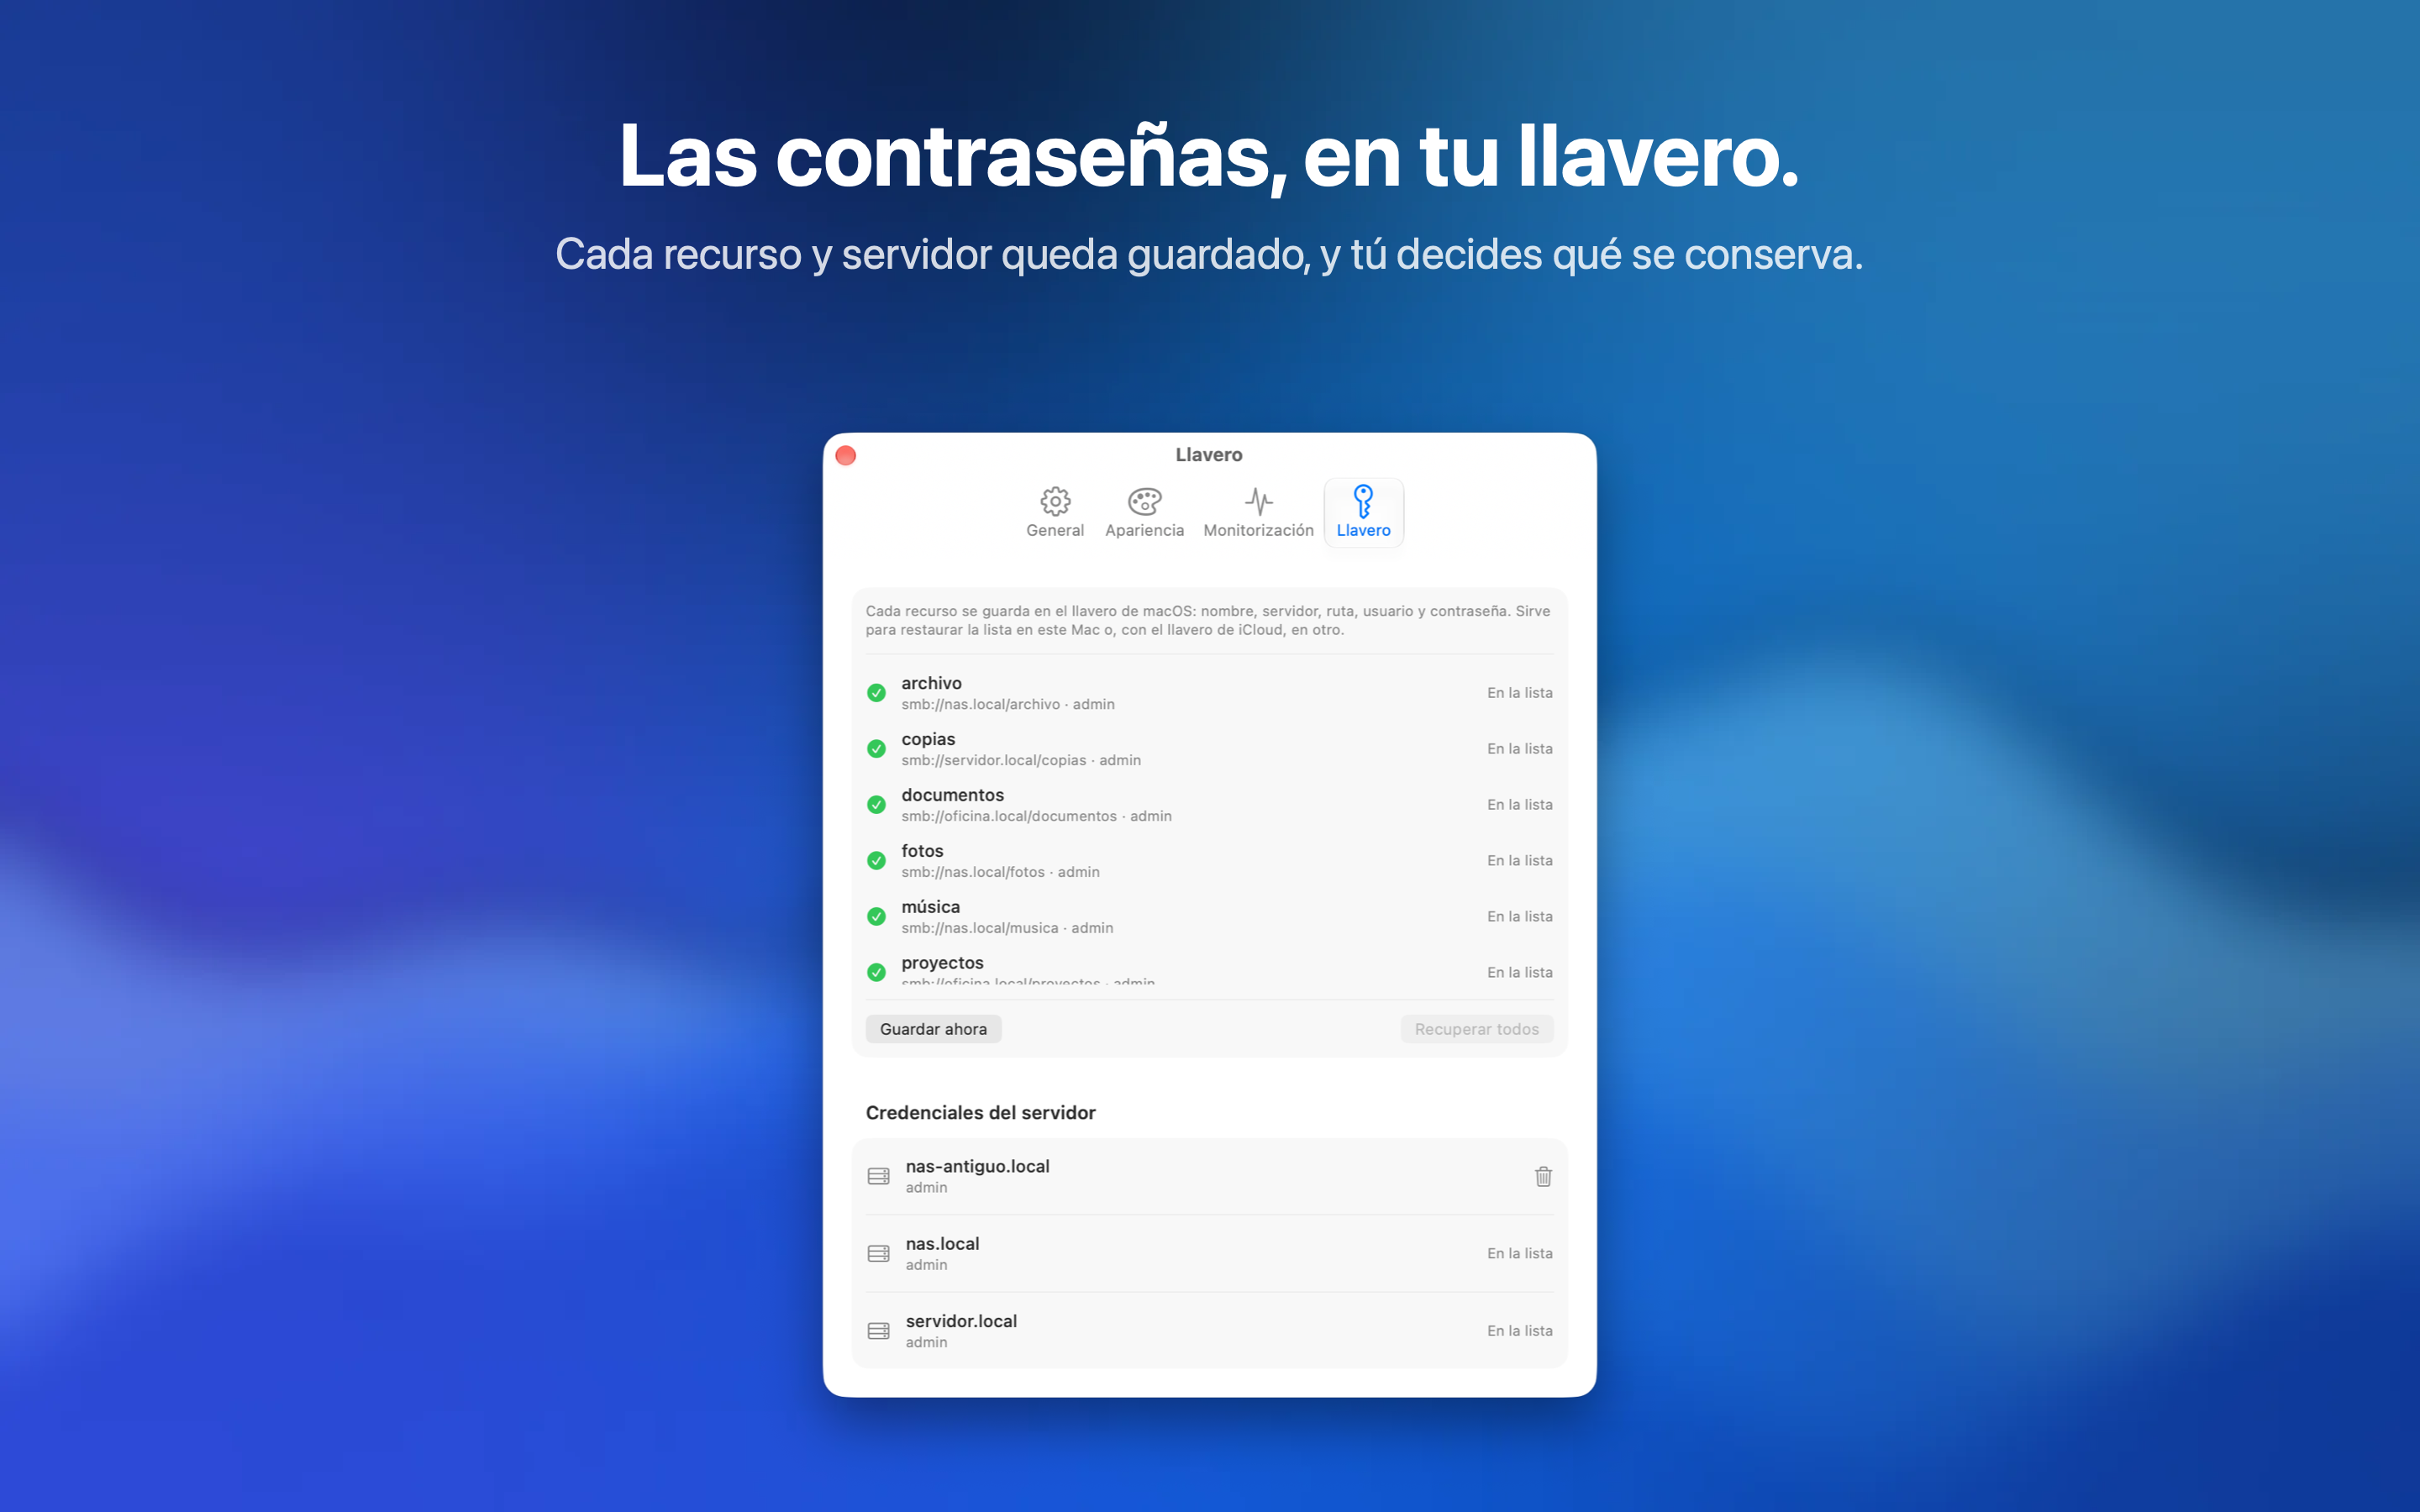 Las contraseñas, en tu llavero.
Cada recurso y servidor queda guardado, y tú decides qué se conserva.
Llavero
General
Apariencia
Monitorización
Llavero
Cada recurso se guarda en el llavero de macOS: nombre, servidor, ruta, usuario y contraseña. Sirve
para restaurar la lista en este Mac o, con el llavero de iCloud, en otro.
archivo
smb://nas.local/archivo · admin
En la lista
copias
smb://servidor.local/copias · admin
En la lista
documentos
smb://oficina.local/documentos · admin
En la lista
fotos
smb://nas.local/fotos · admin
En la lista
música
smb://nas.local/musica · admin
En la lista
proyectos
smb://oficina.local/proyectos · admin
En la lista
Guardar ahora
Recuperar todos
Credenciales del servidor
nas-antiguo.local
admin
nas.local
admin
En la lista
servidor.local
admin
En la lista